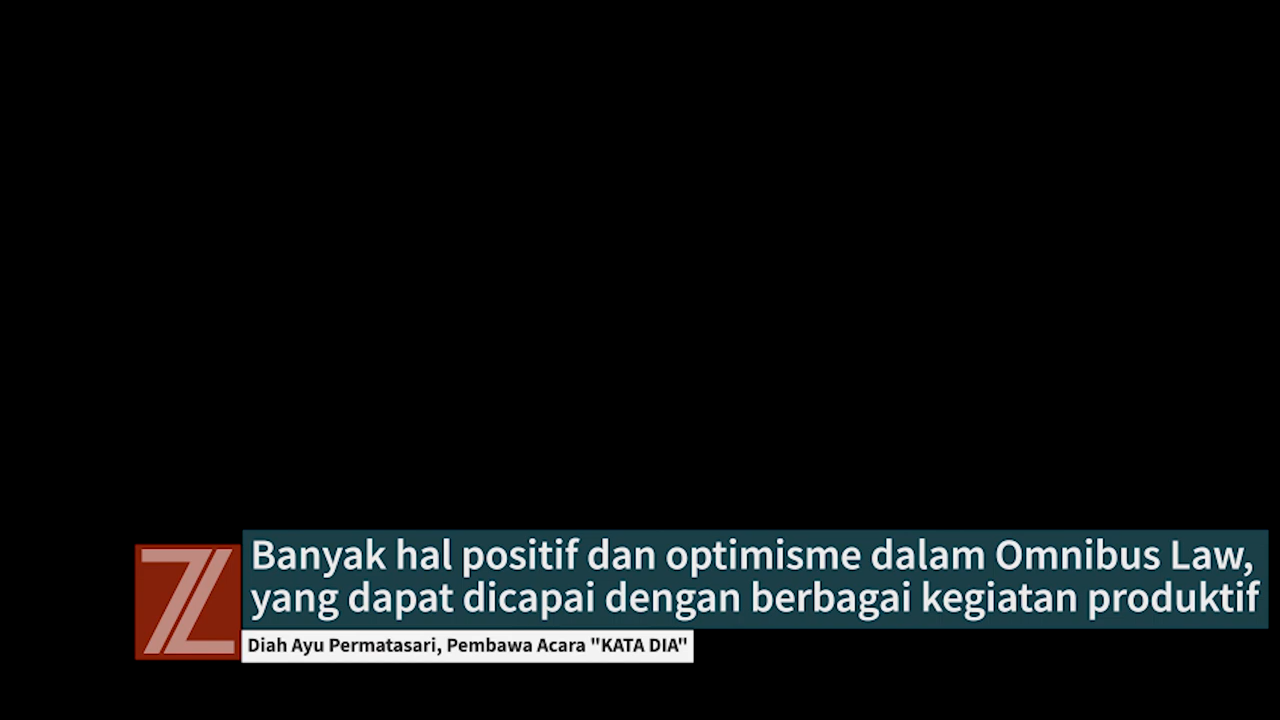 Banyak hal positif dan optimisme dalam Omnibus Law,
yang dapat dicapai dengan berbagai kegiatan produktif
Diah Ayu Permatasari, Pembawa Acara "KATA DIA"